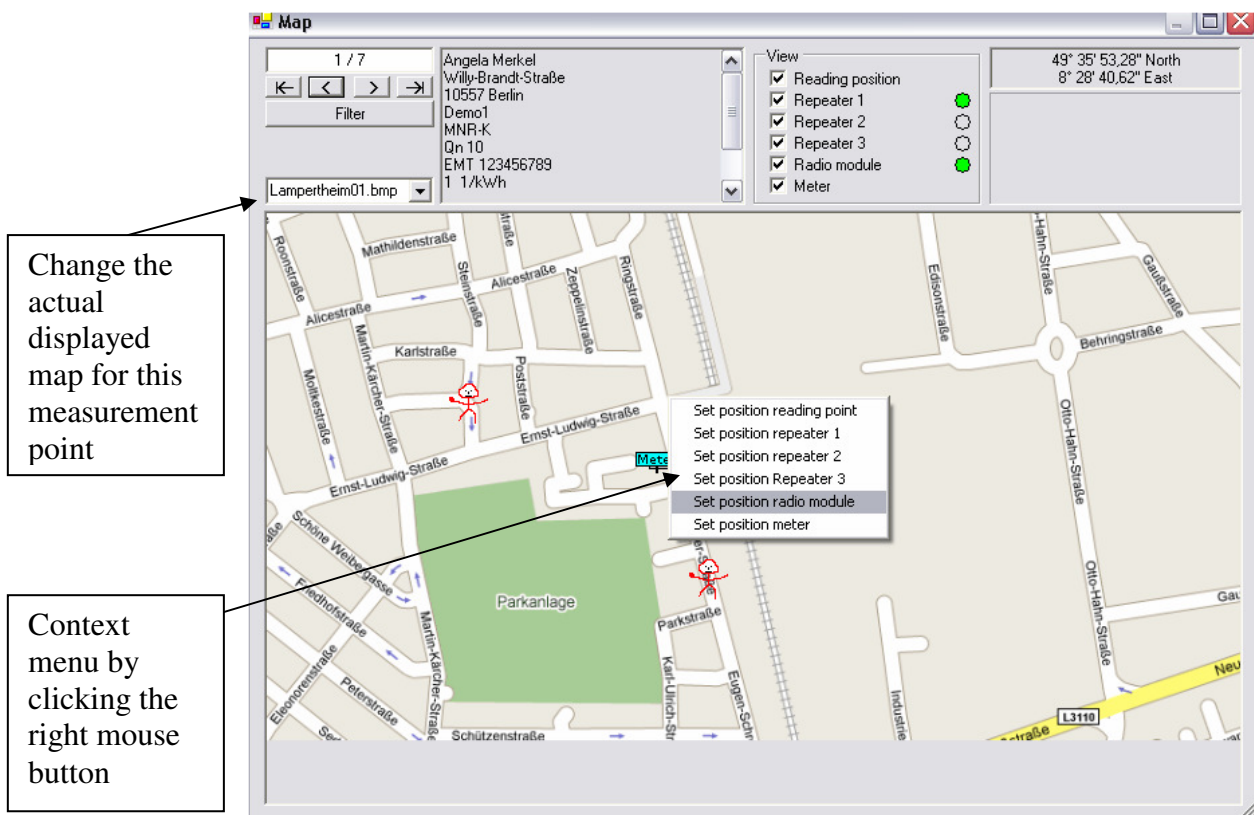 Map
1 / 7
Filter
Lampertheim01.bmp
Angela Merkel
Willy-Brandt-Straße
10557 Berlin
Demo1
MNR-K
Qn 10
EMT 123456789
1 1/kWh
View
Reading position
Repeater 1
Repeater 2
Repeater 3
Radio module
Meter
49° 35' 53,28" North
8° 28' 40,62" East
Change the
actual
displayed
map for this
measurement
point
Context
menu by
clicking the
right mouse
button
Roonstraße
Mathildenstraße
Steinstraße
Alicestraße
Alicestraße
Zeppelinstraße
Ringstraße
Edisonstraße
-Hahn-Straße
Gaußstraße
Behringstraße
Moltkestraße
Martin-Kärcher-Straße
Karlstraße
Poststraße
Ernst-Ludwig-Straße
Ernst-Ludwig-Straße
Otto-Hahn-Straße
Mete
Set position reading point
Set position repeater 1
Set position repeater 2
Set position Repeater 3
Set position radio module
Set position meter
Schöne Weibergasse
Friedhofstraße
Eleonorenstraße
Peterstraße
Martin-Kärcher-Straße
Parkanlage
Parkstraße
Karl-Ulrich-Str
Eugen-Schr
Schützenstraße
Industrie
Otto-Hahn-Straße
Gau
Neu
L3110
straße